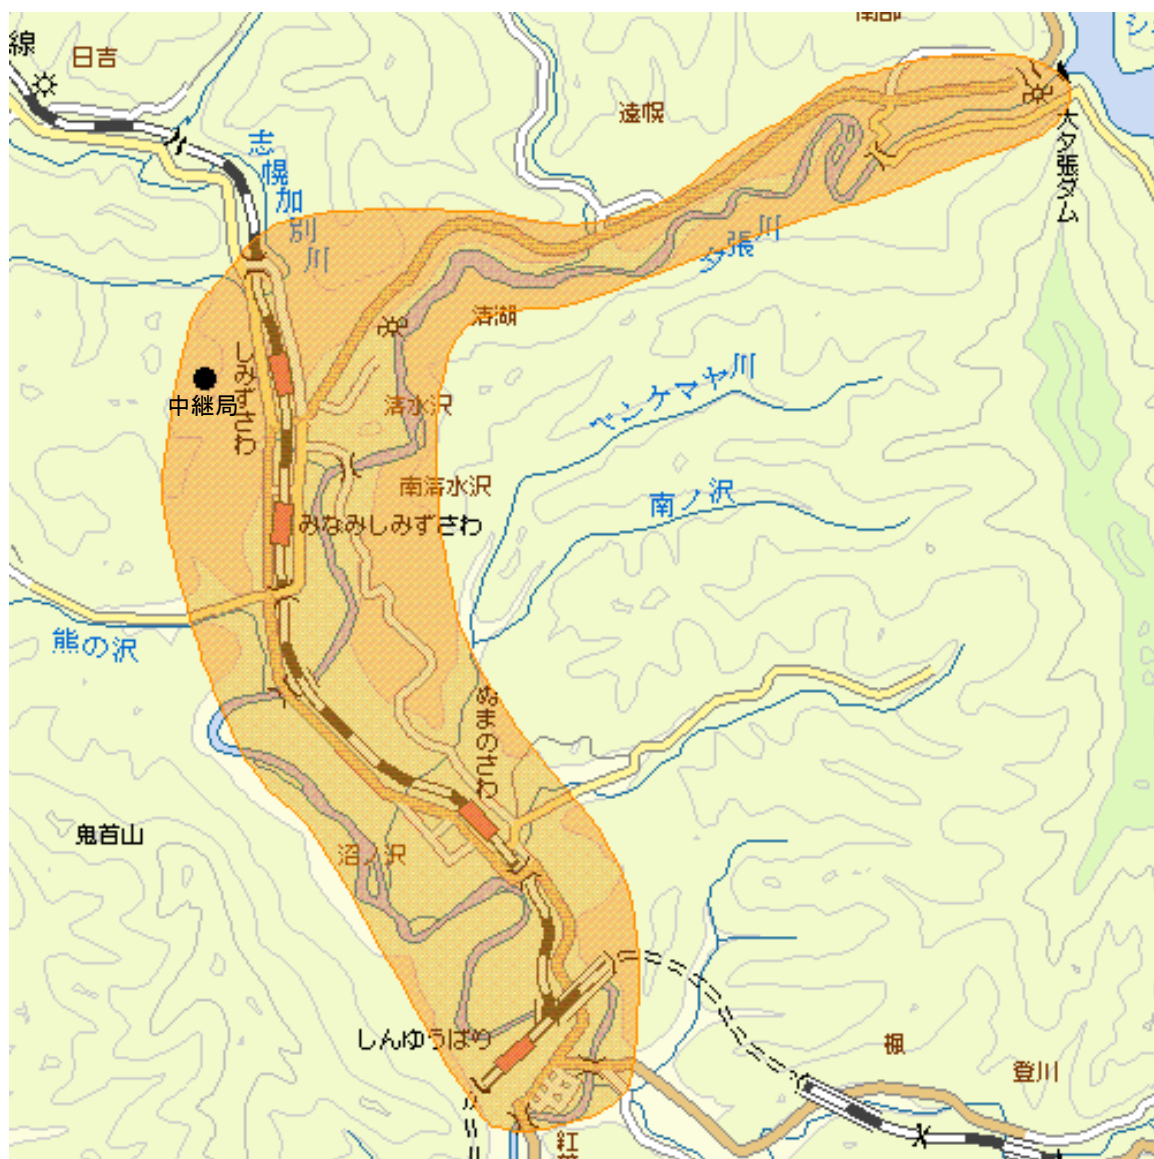 線
日吉
遠幌
志幌加別川
大夕張ダム
夕張川
清湖
しみずさわ
中継局
清水沢
ペンケマヤ川
南清水沢
南ノ沢
みなみしみずさわ
熊の沢
ぬまのさわ
鬼首山
沼ノ沢
しんゆうばり
楓
登川